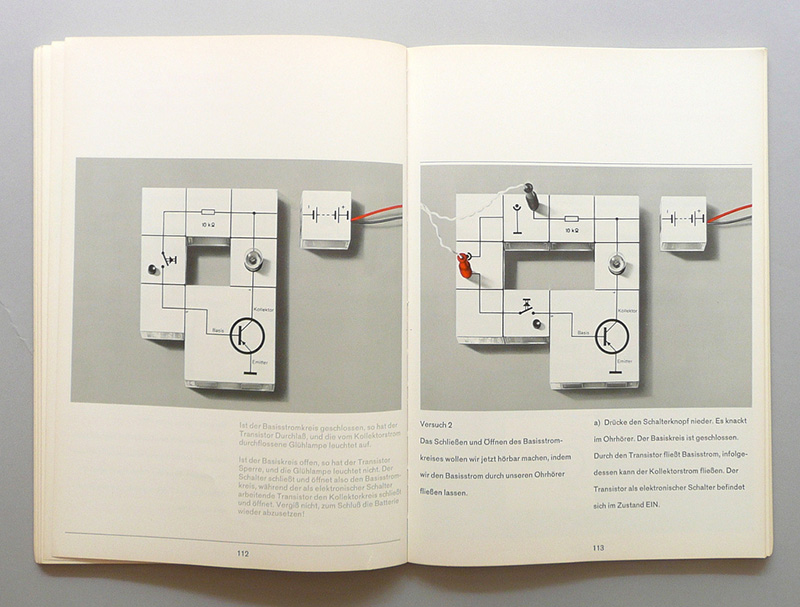 10 k Ω
Kollektor
Basis
Emitter
Ist der Basisstromkreis geschlossen, so hat der
Transistor Durchlaß, und die vom Kollektorstrom
durchflossene Glühlampe leuchtet auf.
Ist der Basiskreis offen, so hat der Transistor
Sperre, und die Glühlampe leuchtet nicht. Der
Schalter schließt und öffnet also den Basisstrom-
kreis, während der als elektronischer Schalter
arbeitende Transistor den Kollektorkreis schließt
und öffnet. Vergiß nicht, zum Schluß die Batterie
wieder abzusetzen!
112
10 k Ω
Kollektor
Basis
Emitter
Versuch 2
Das Schließen und Öffnen des Basisstrom-
kreises wollen wir jetzt hörbar machen, indem
wir den Basisstrom durch unseren Ohrhörer
fließen lassen.
a) Drücke den Schalterknopf nieder. Es knackt
im Ohrhörer. Der Basiskreis ist geschlossen.
Durch den Transistor fließt Basisstrom, infolge-
dessen kann der Kollektorstrom fließen. Der
Transistor als elektronischer Schalter befindet
sich im Zustand EIN.
113